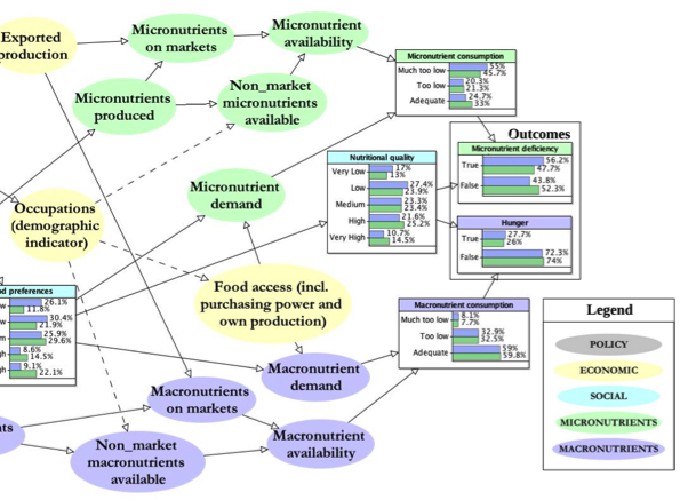 Exported
production
Micronutrients
on markets
Micronutrient
availability
Micronutrients
produced
Non_market
micronutrients
available
Micronutrient consumption
Much too low 55% 45.7%
Too low 20.3% 21.3%
Adequate 24.7% 33%
Outcomes
Micronutrient deficiency
True 56.2% 47.7%
False 43.8% 52.3%
Nutritional quality
Very Low 17% 13%
Low 27.4% 23.9%
Medium 23.3% 23.4%
High 21.6% 25.2%
Very High 10.7% 14.5%
Hunger
True 27.7% 26%
False 72.3% 74%
Micronutrient
demand
Occupations
(demographic
indicator)
Food access (incl.
purchasing power and
own production)
d preferences
w 26.1% 11.8%
w 30.4% 21.9%
m 25.9% 29.6%
gh 8.6% 14.5%
gh 9.1% 22.1%
Macronutrient consumption
Much too low 8.1% 7.7%
Too low 32.9% 32.5%
Adequate 59% 59.8%
Macronutrient
demand
Macronutrients
on markets
Macronutrient
availability
nts
Non_market
macronutrients
available
Legend
POLICY
ECONOMIC
SOCIAL
MICRONUTRIENTS
MACRONUTRIENTS